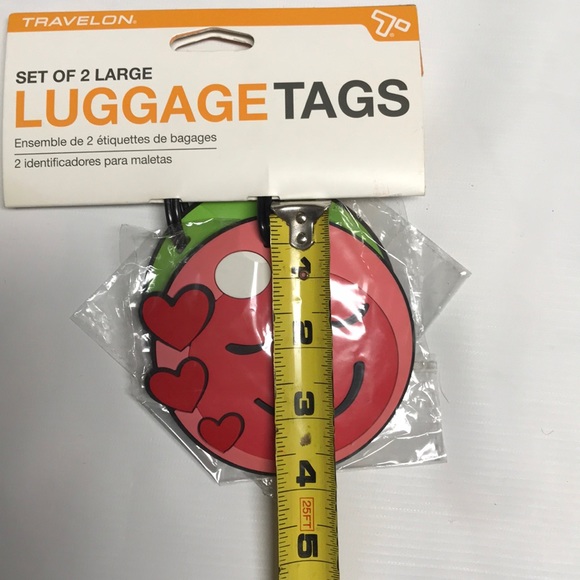 TRAVELON®
SET OF 2 LARGE
LUGGAGE TAGS
Ensemble de 2 étiquettes de bagages
2 identificadores para maletas
1
2
3
4
25FT
5